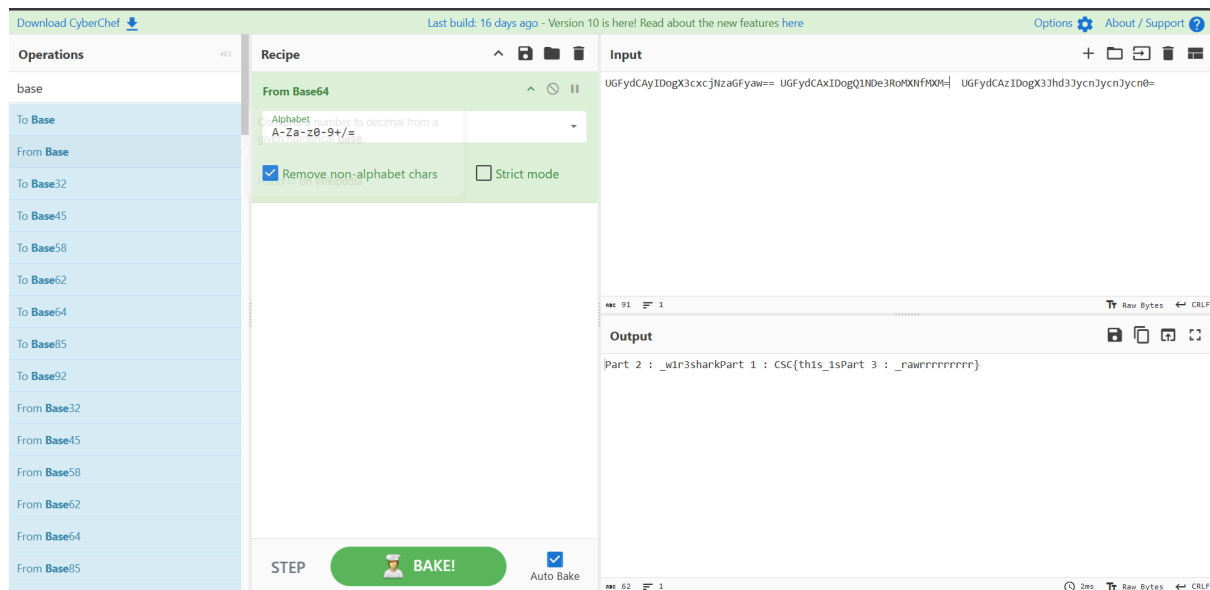 Download CyberChef
Last build: 16 days ago - Version 10 is here! Read about the new features here
Options
About / Support
Operations
463
base
To Base
From Base
To Base32
To Base45
To Base58
To Base62
To Base64
To Base85
To Base92
From Base32
From Base45
From Base58
From Base62
From Base64
From Base85
Recipe
From Base64
Alphabet
A-Za-z0-9+/=
Remove non-alphabet chars
Strict mode
STEP
BAKE!
Auto Bake
Input
UGFydCAyIDogX3cxcjNzaGFyaw== UGFydCAxIDogQ1NDe3RoMXNfMXM= UGFydCAzIDogX3Jhd3JycnJycnJycn0=
ABC 91 1
Raw Bytes CRLF
Output
Part 2 : _w1r3sharkPart 1 : CSC{th1s_1sPart 3 : _rawrrrrrrrrr}
ABC 62 1
2ms Raw Bytes CRLF